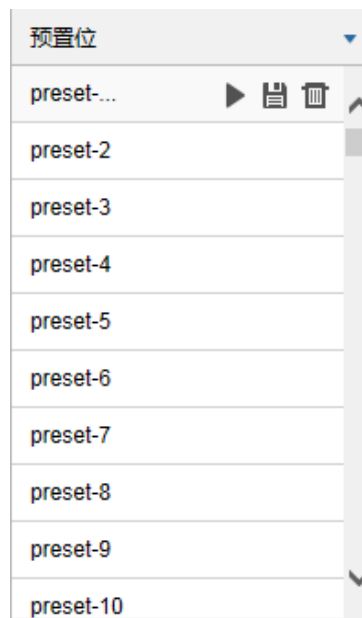 预置位
preset-...
preset-2
preset-3
preset-4
preset-5
preset-6
preset-7
preset-8
preset-9
preset-10